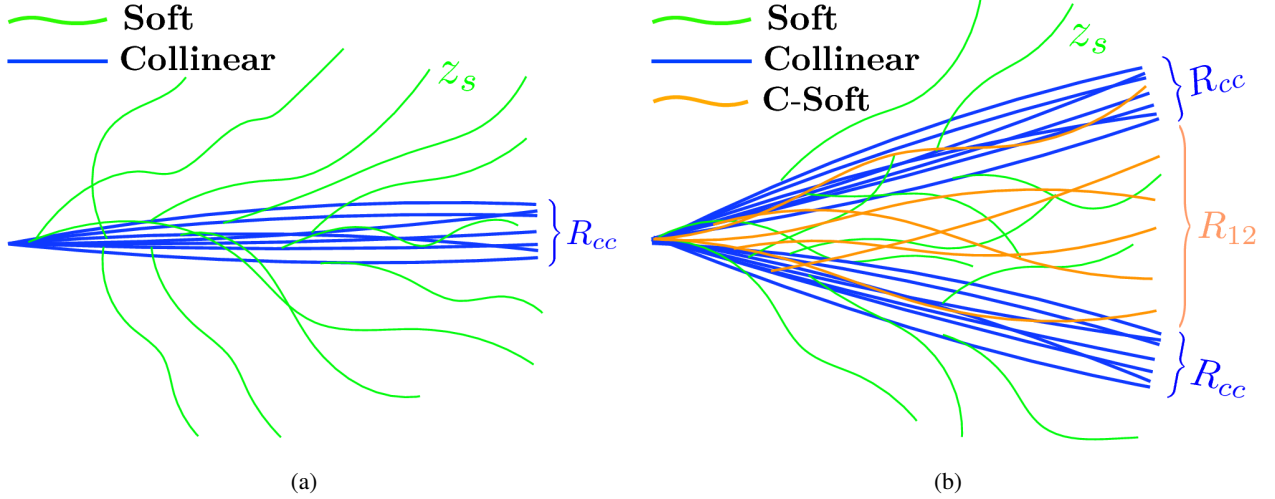 Soft
Collinear
z_s
R_cc
(a)
Soft
Collinear
C-Soft
z_s
R_cc
R_12
R_cc
(b)